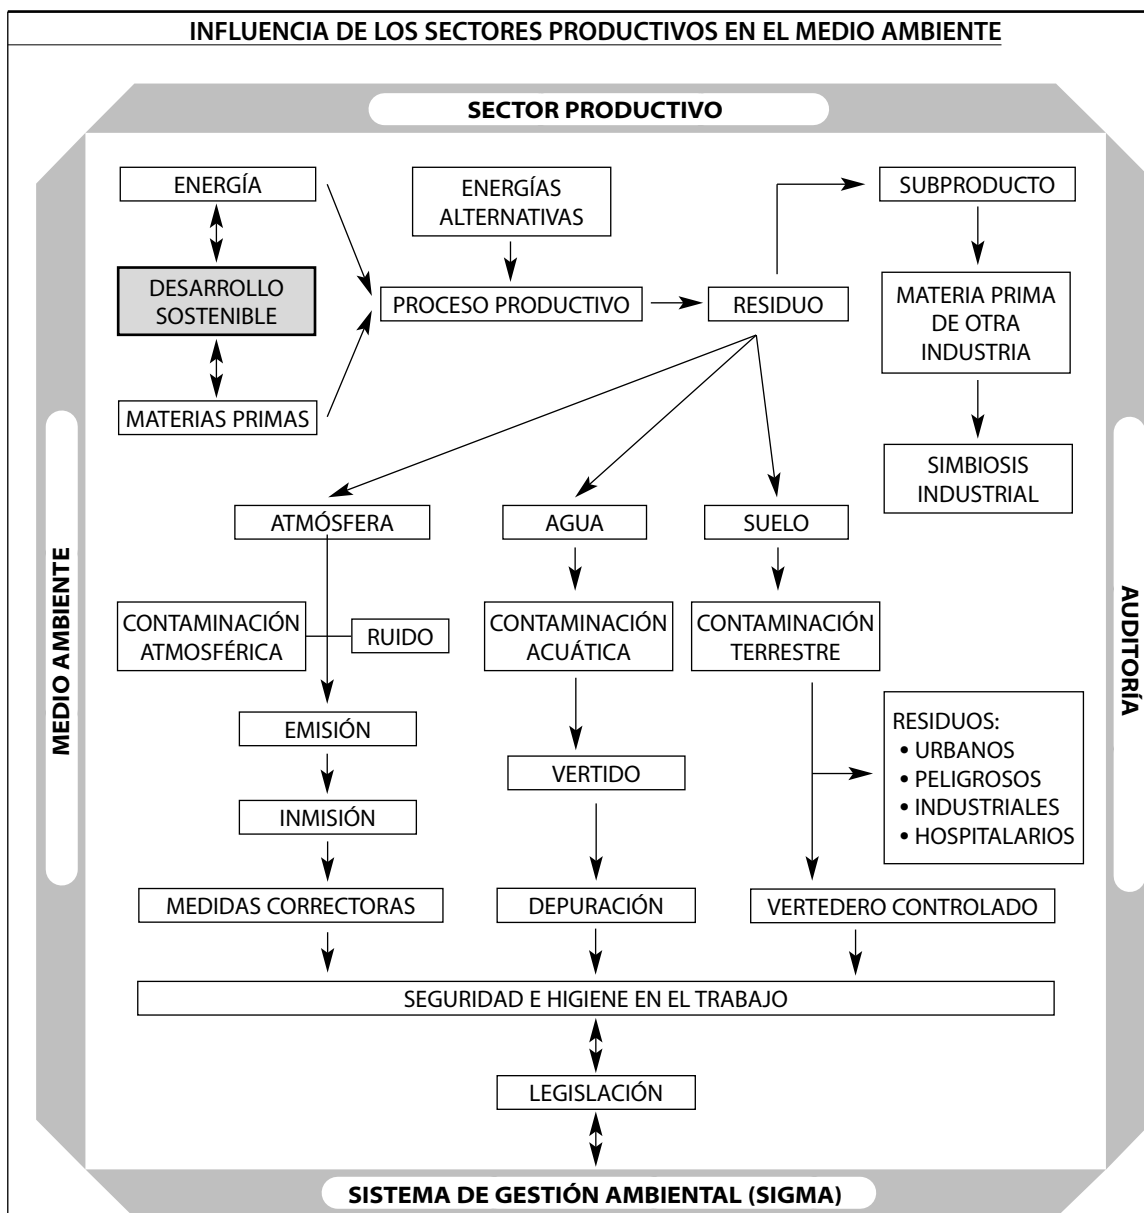 INFLUENCIA DE LOS SECTORES PRODUCTIVOS EN EL MEDIO AMBIENTE
SECTOR PRODUCTIVO
ENERGÍA
ENERGÍAS
ALTERNATIVAS
SUBPRODUCTO
DESARROLLO
SOSTENIBLE
PROCESO PRODUCTIVO
RESIDUO
MATERIA PRIMA
DE OTRA
INDUSTRIA
MATERIAS PRIMAS
SIMBIOSIS
INDUSTRIAL
ATMÓSFERA
AGUA
SUELO
MEDIO AMBIENTE
AUDITORÍA
CONTAMINACIÓN
ATMOSFÉRICA
RUIDO
CONTAMINACIÓN
ACUÁTICA
CONTAMINACIÓN
TERRESTRE
EMISIÓN
VERTIDO
RESIDUOS:
• URBANOS
• PELIGROSOS
• INDUSTRIALES
• HOSPITALARIOS
INMISIÓN
MEDIDAS CORRECTORAS
DEPURACIÓN
VERTEDERO CONTROLADO
SEGURIDAD E HIGIENE EN EL TRABAJO
LEGISLACIÓN
SISTEMA DE GESTIÓN AMBIENTAL (SIGMA)